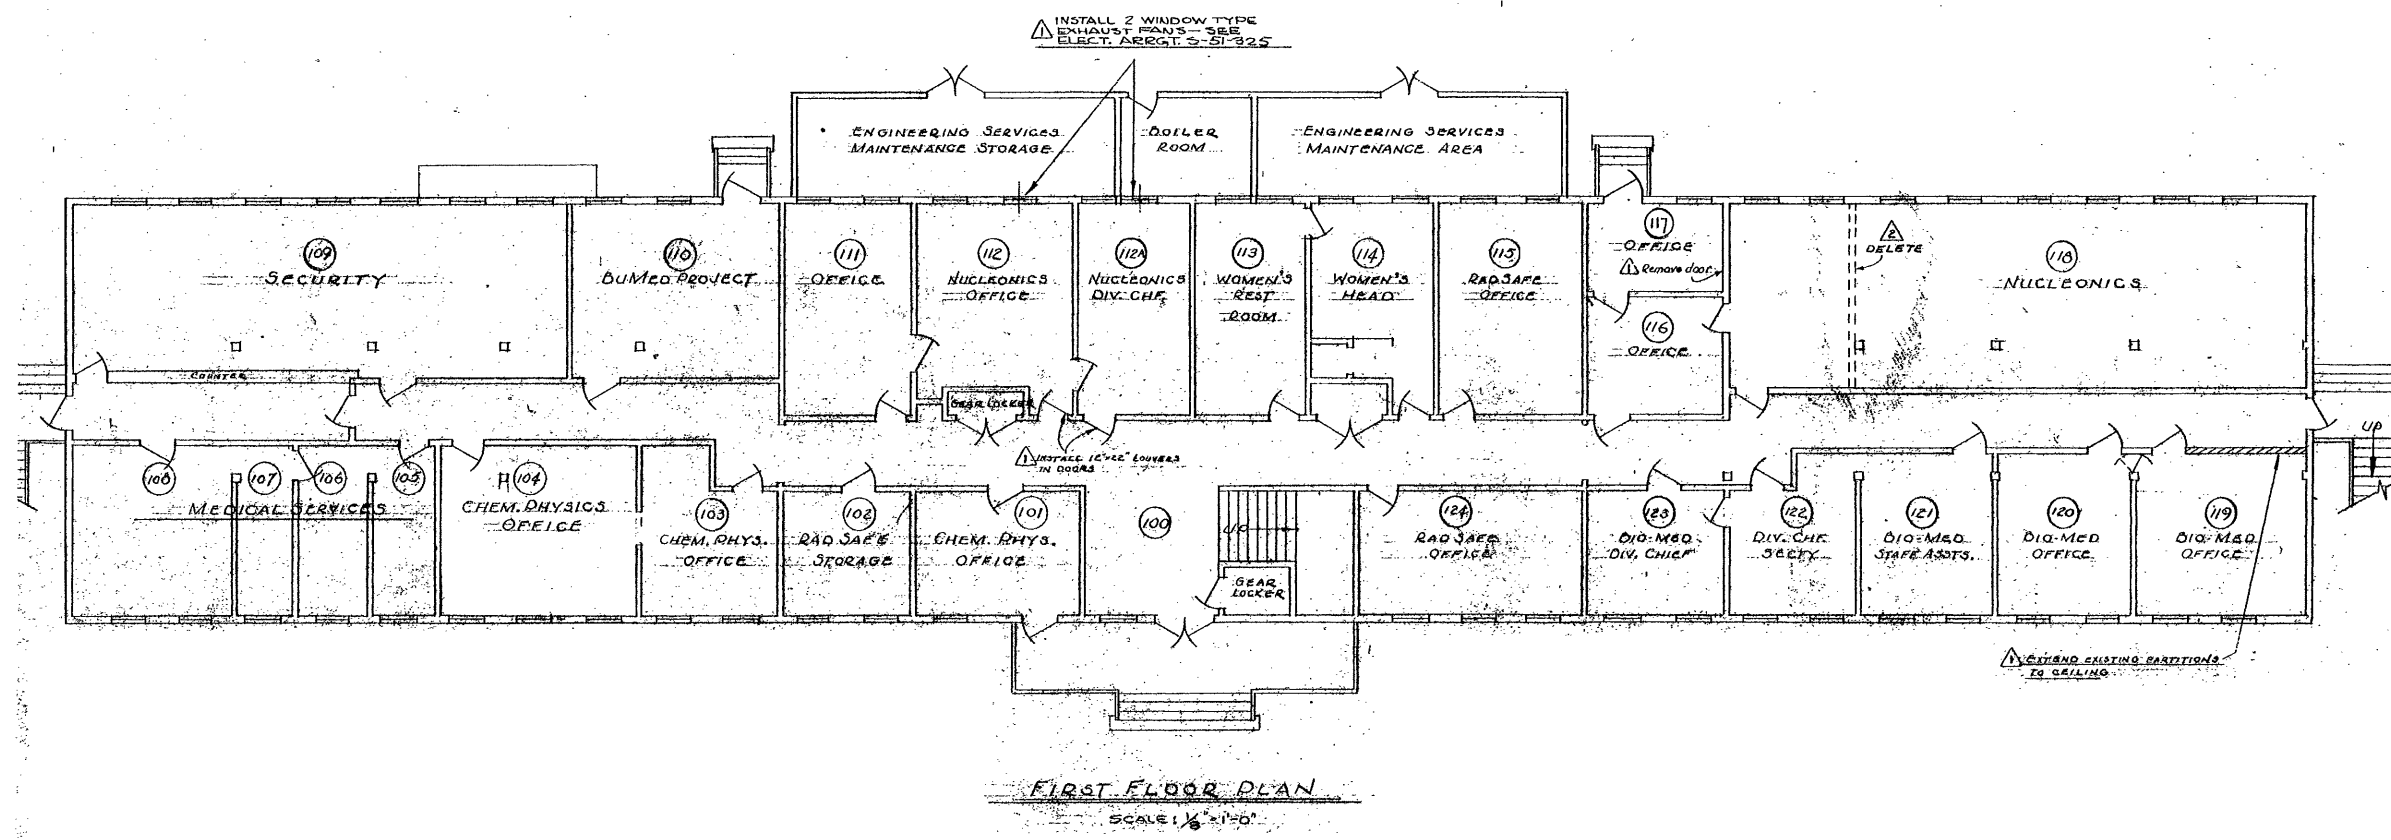 1 INSTALL 2 WINDOW TYPE
EXHAUST FANS - SEE
ELECT. ARRGT. S-51-325
ENGINEERING SERVICES
MAINTENANCE STORAGE
BOILER
ROOM
ENGINEERING SERVICES
MAINTENANCE AREA
109
SECURITY
110
BUMED PROJECT
111
OFFICE
112
NUCLEONICS
OFFICE
112A
NUCLEONICS
DIV. CHF.
113
WOMEN'S
REST
ROOM
114
WOMEN'S
HEAD
115
RADSAFE
OFFICE
117
OFFICE
1 Remove door
116
OFFICE
2
DELETE
118
NUCLEONICS
COUNTER
GEAR LOCKER
1 INSTALL 12"x22" LOUVERS
IN DOORS
UP
108
107
106
105
MEDICAL SERVICES
104
CHEM. PHYSICS
OFFICE
103
CHEM. PHYS.
OFFICE
102
RAD SAFE
STORAGE
101
CHEM. PHYS.
OFFICE
100
UP
GEAR
LOCKER
124
RAD SAFE
OFFICE
123
BIO-MED
DIV. CHIEF
122
DIV. CHF.
SECTY
121
BIO-MED
STAFF ASSTS.
120
BIO-MED
OFFICE
119
BIO-MED
OFFICE
1 EXTEND EXISTING PARTITIONS
TO CEILING
FIRST FLOOR PLAN
SCALE: 1/8"=1'-0"